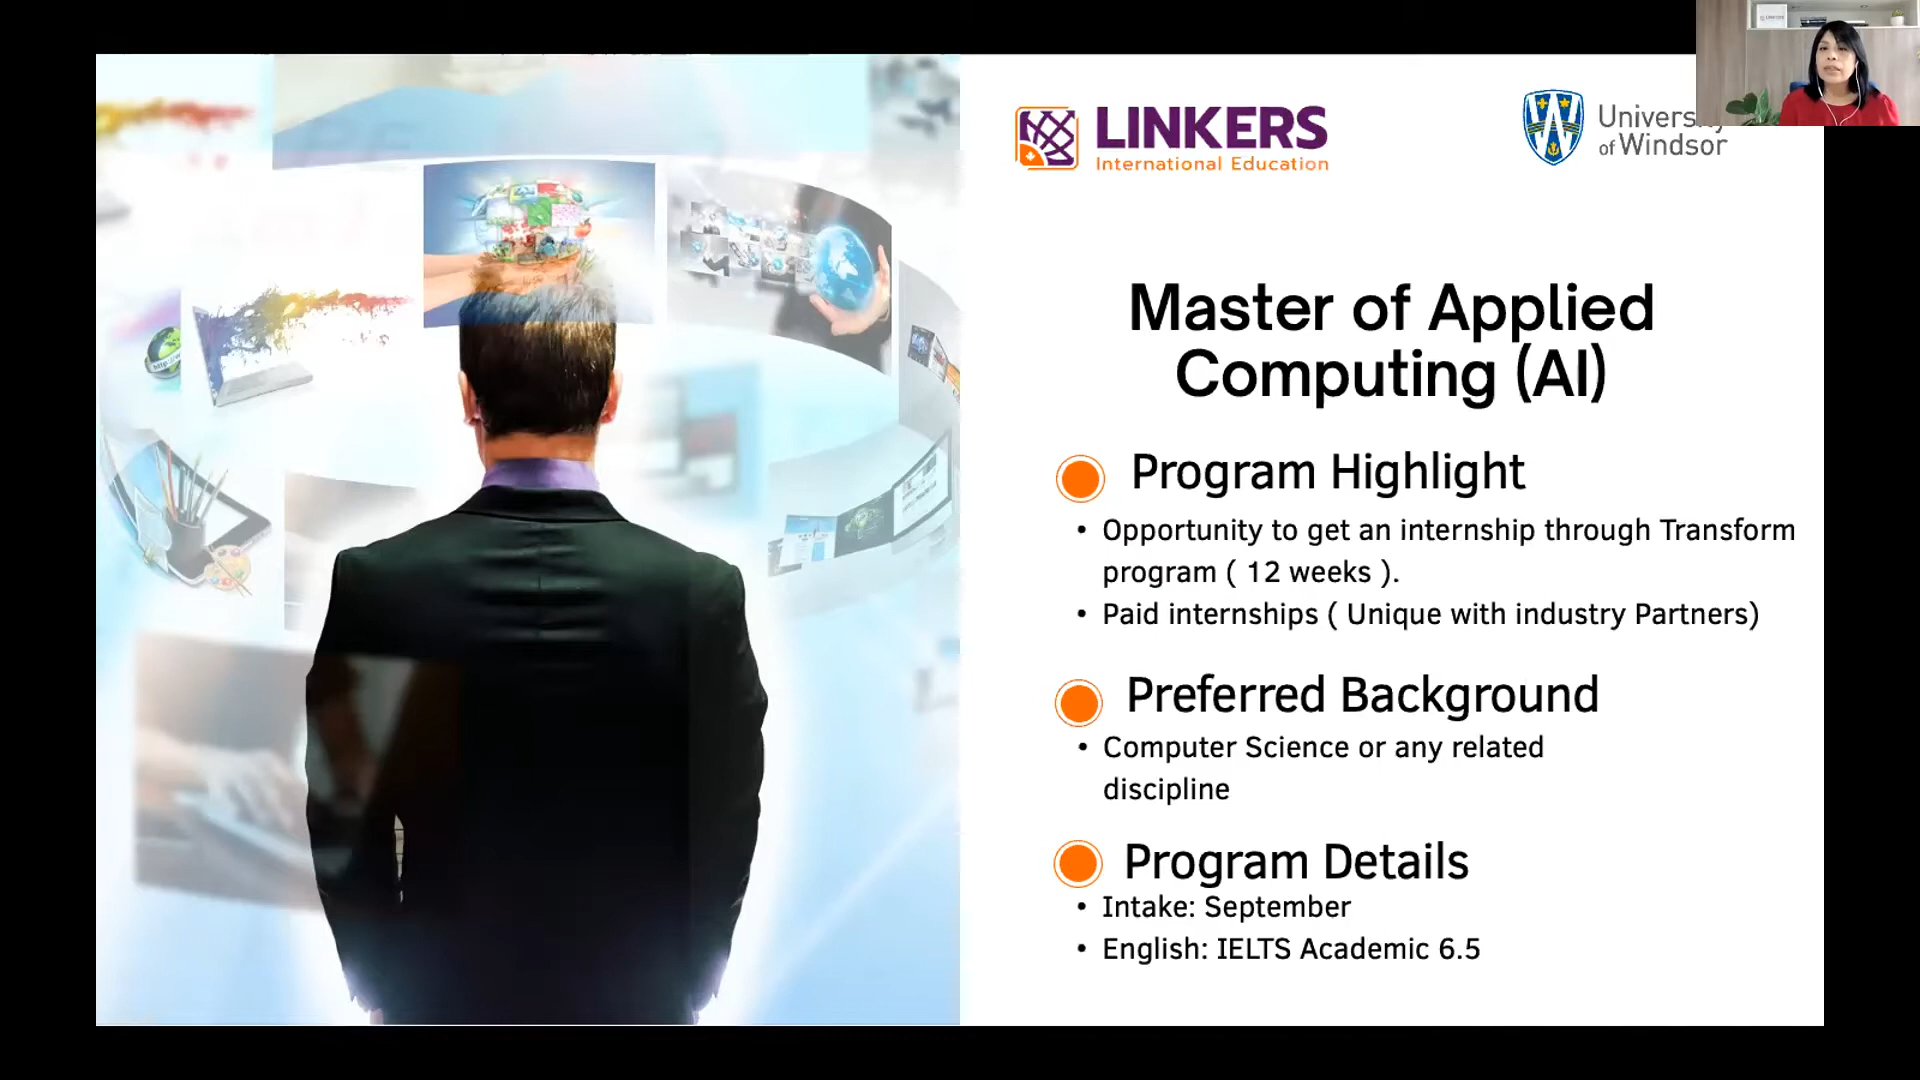 LINKERS
International Education
University
of Windsor
Master of Applied
Computing (AI)
Program Highlight
• Opportunity to get an internship through Transform
program ( 12 weeks ).
• Paid internships ( Unique with industry Partners)
Preferred Background
• Computer Science or any related
discipline
Program Details
• Intake: September
• English: IELTS Academic 6.5